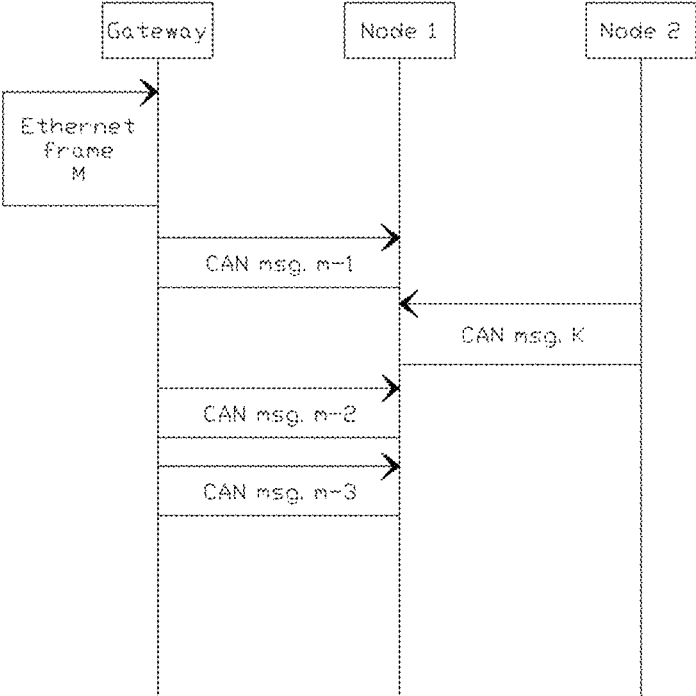 Gateway
Node 1
Node 2
Ethernet
frame
M
CAN msg. m-1
CAN msg. K
CAN msg. m-2
CAN msg. m-3